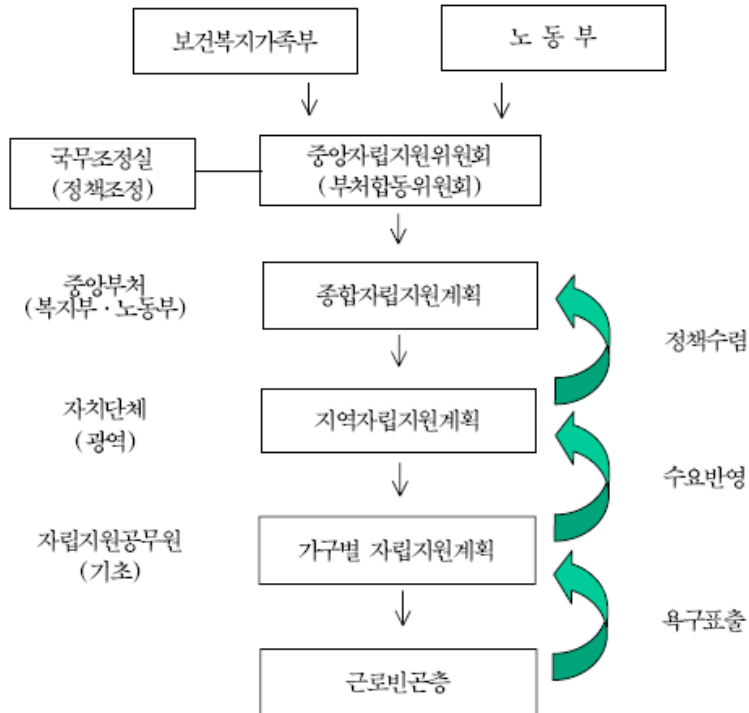 보건복지가족부
노 동 부
국무조정실
(정책조정)
중앙자립지원위원회
(부처합동위원회)
중앙부처
(복지부·노동부)
종합자립지원계획
정책수렴
자치단체
(광역)
지역자립지원계획
수요반영
자립지원공무원
(기초)
가구별 자립지원계획
욕구표출
근로빈곤층